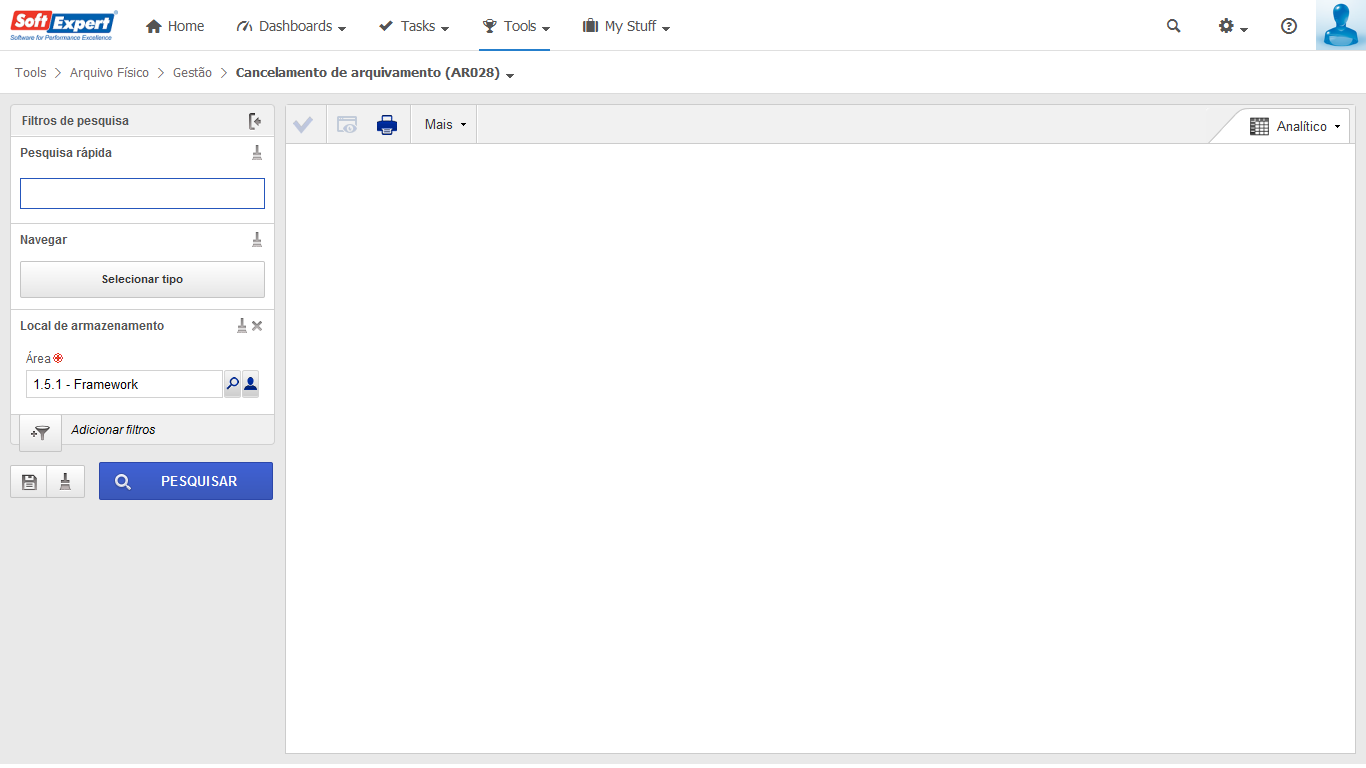 SoftExpert®
Software for Performance Excellence
Home
Dashboards
Tasks
Tools
My Stuff
Tools > Arquivo Físico > Gestão > Cancelamento de arquivamento (AR028)
Filtros de pesquisa
Mais
Analítico
Pesquisa rápida
Navegar
Selecionar tipo
Local de armazenamento
Área
1.5.1 - Framework
Adicionar filtros
PESQUISAR